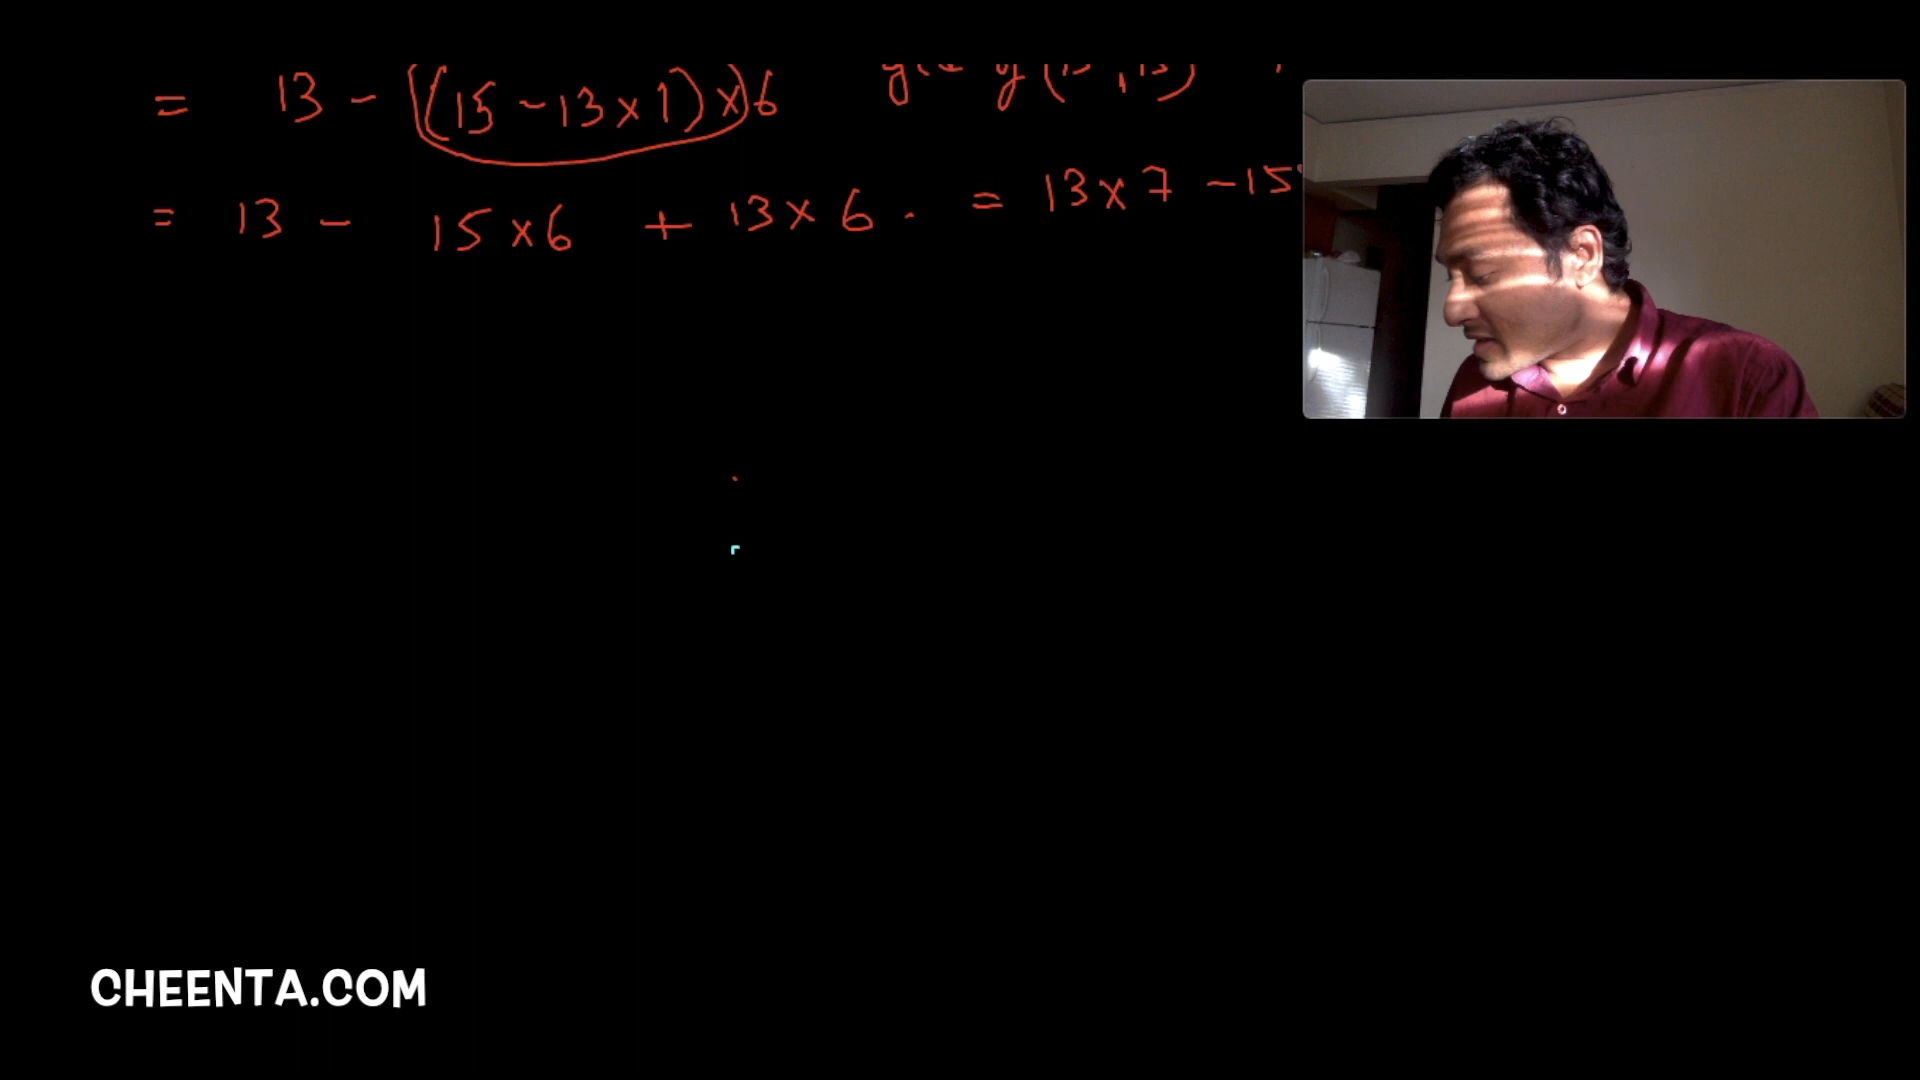 = 13 - ((15 - 13 × 1) × 6
= 13 - 15 × 6 + 13 × 6 . = 13 × 7 - 15
CHEENTA.COM